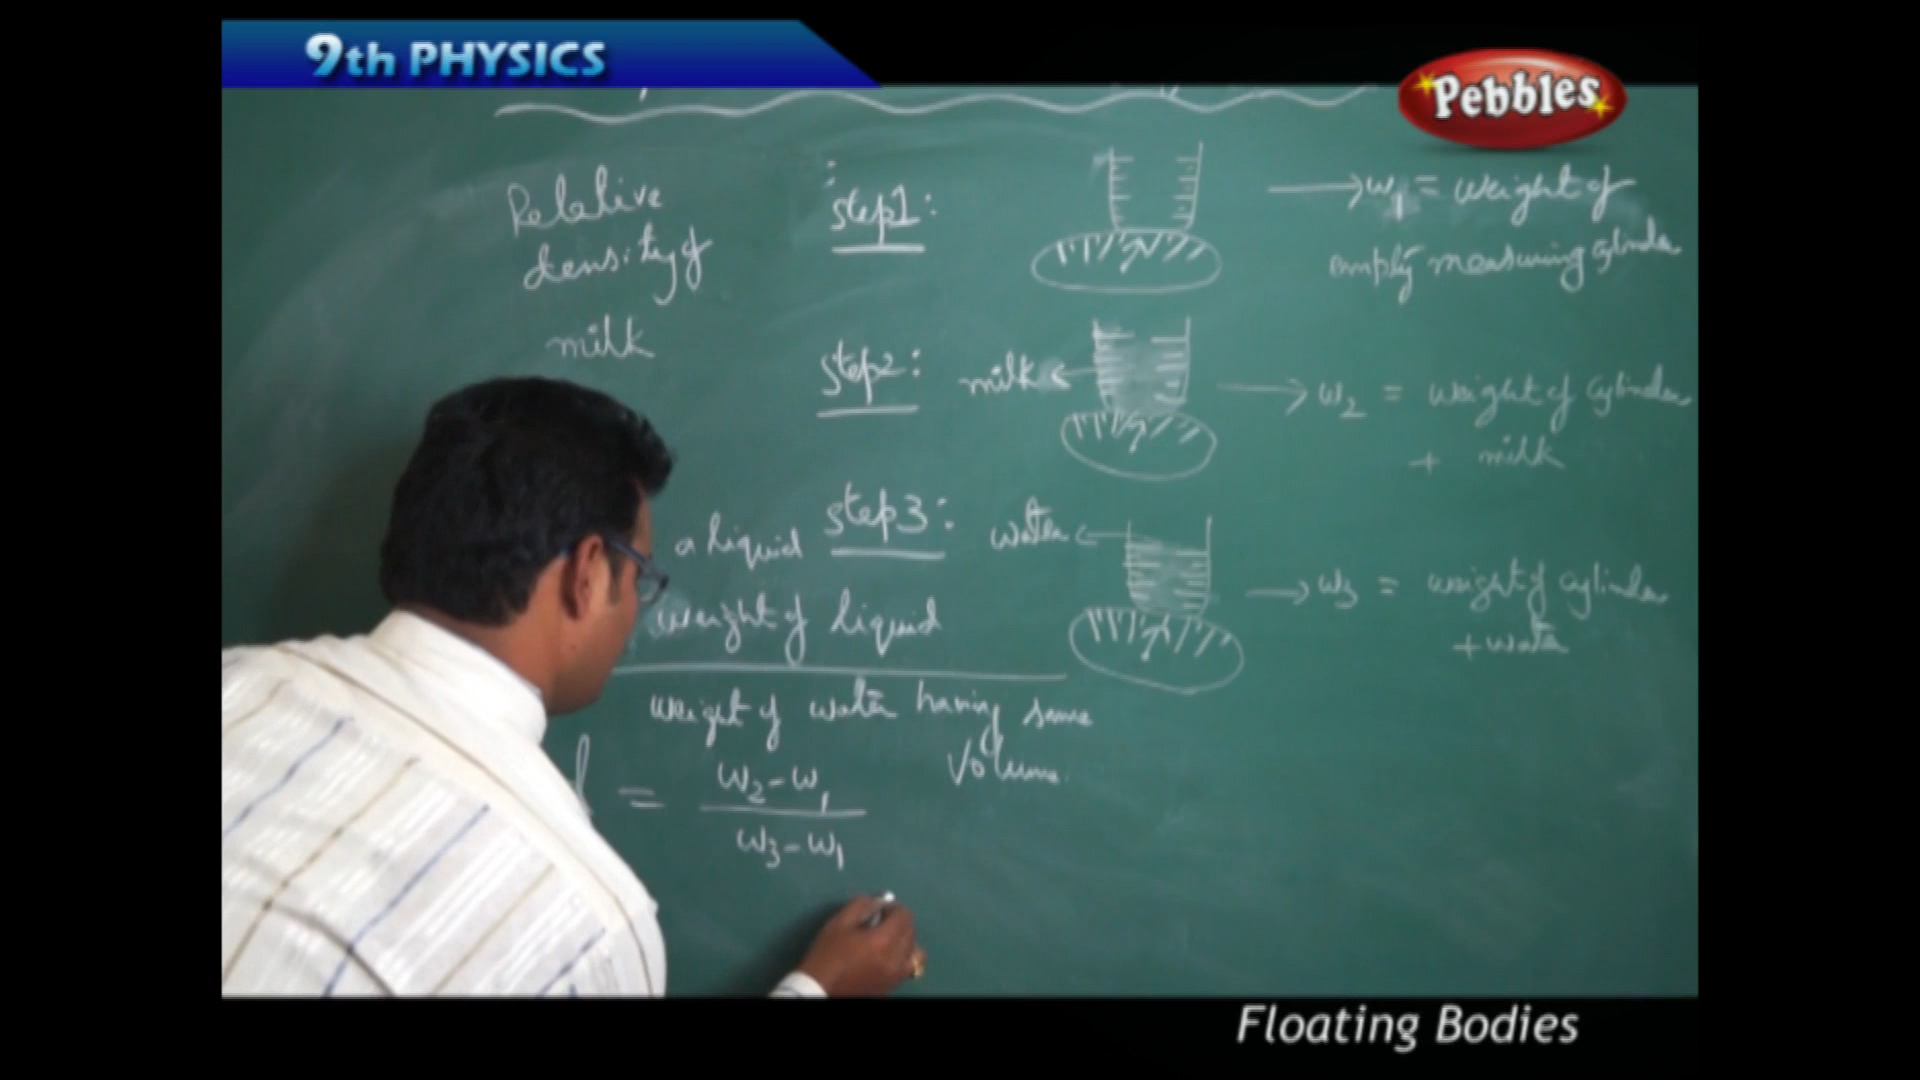 9th PHYSICS
Pebbles
Relative
density of
milk
step1:
→ w1 = weight of
empty measuring cylinder
step2: milk
→ w2 = weight of cylinder
+ milk
a liquid
step3: water
→ w3 = weight of cylinder
+ water
weight of liquid
weight of water having same
volume.
= w2 - w1
w3 - w1
Floating Bodies